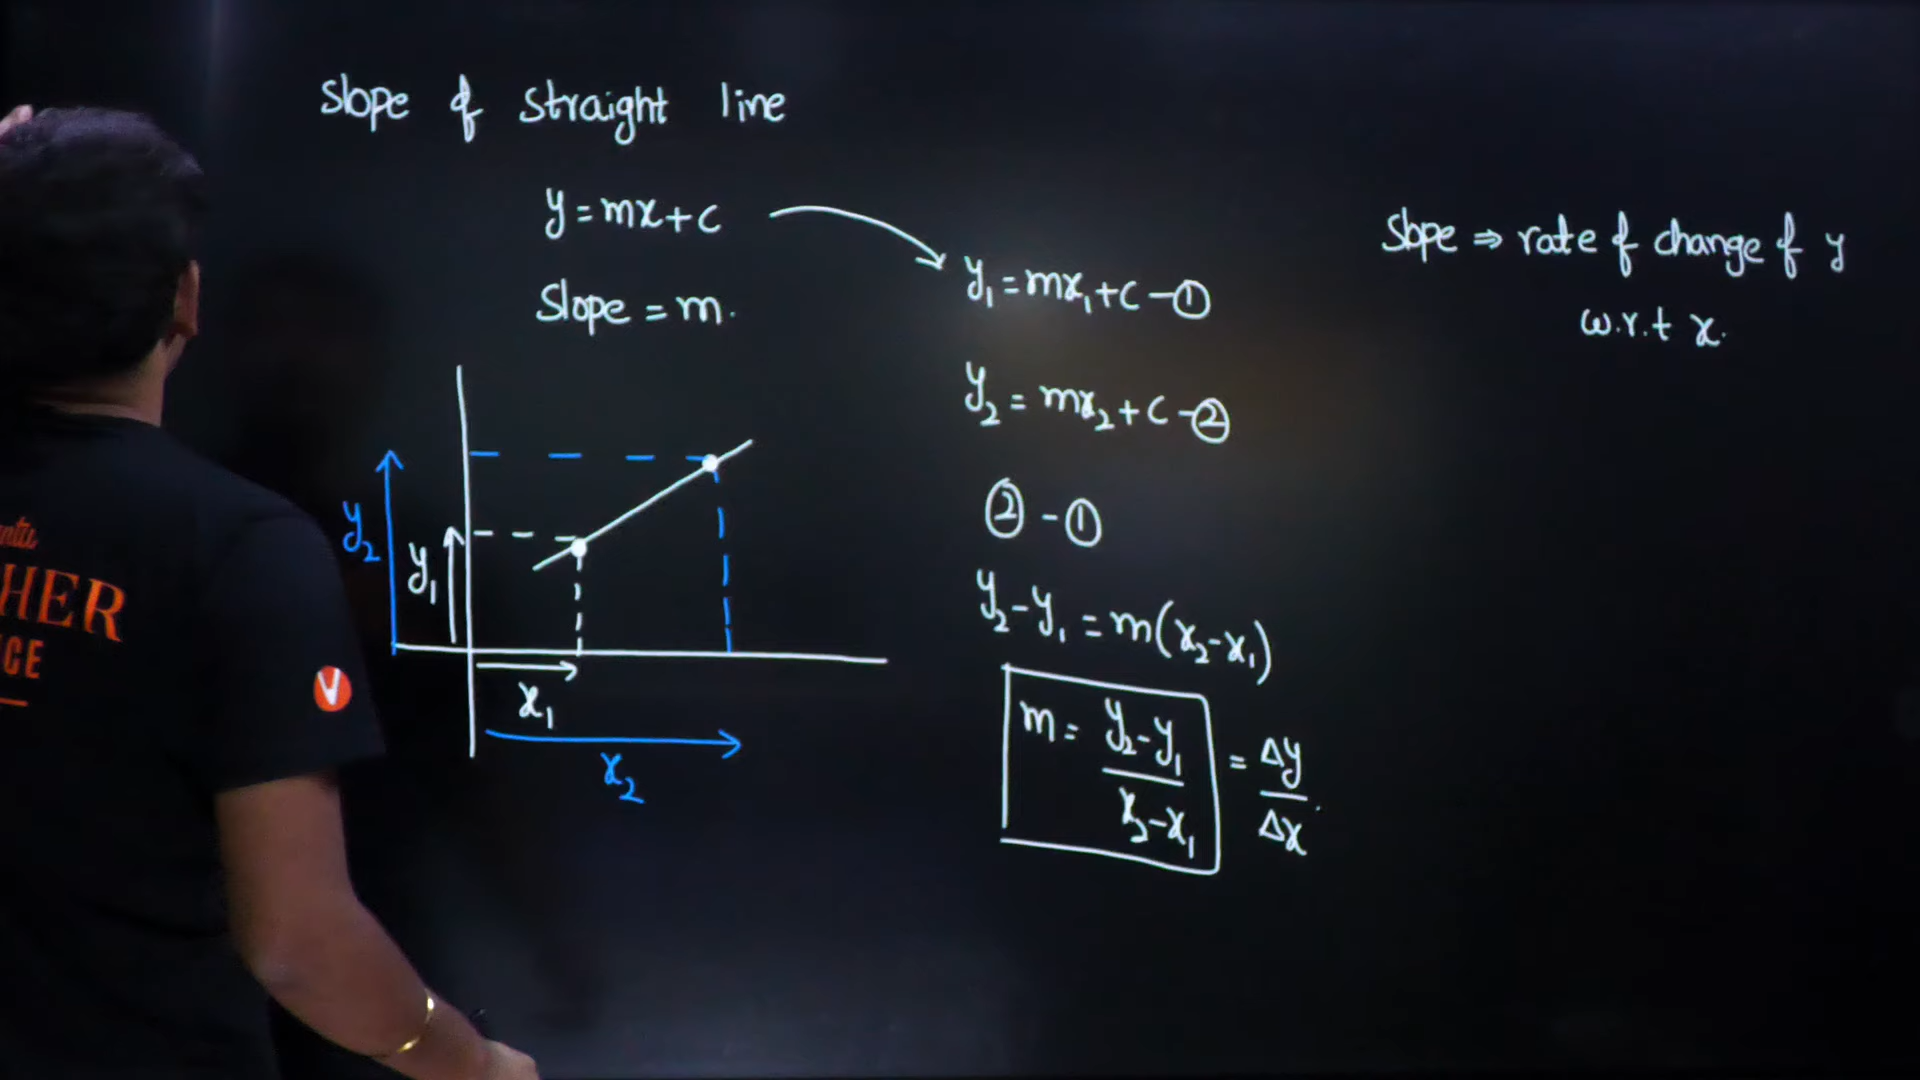 Slope of straight line
y = mx + c
Slope = m.
y₁ = mx₁ + c - ①
y₂ = mx₂ + c - ②
② - ①
y₂ - y₁ = m(x₂ - x₁)
m = y₂ - y₁ / x₂ - x₁ = Δy / Δx.
Slope ⇒ rate of change of y
w.r.t x.
y₂
y₁
x₁
x₂
HER
CE
V